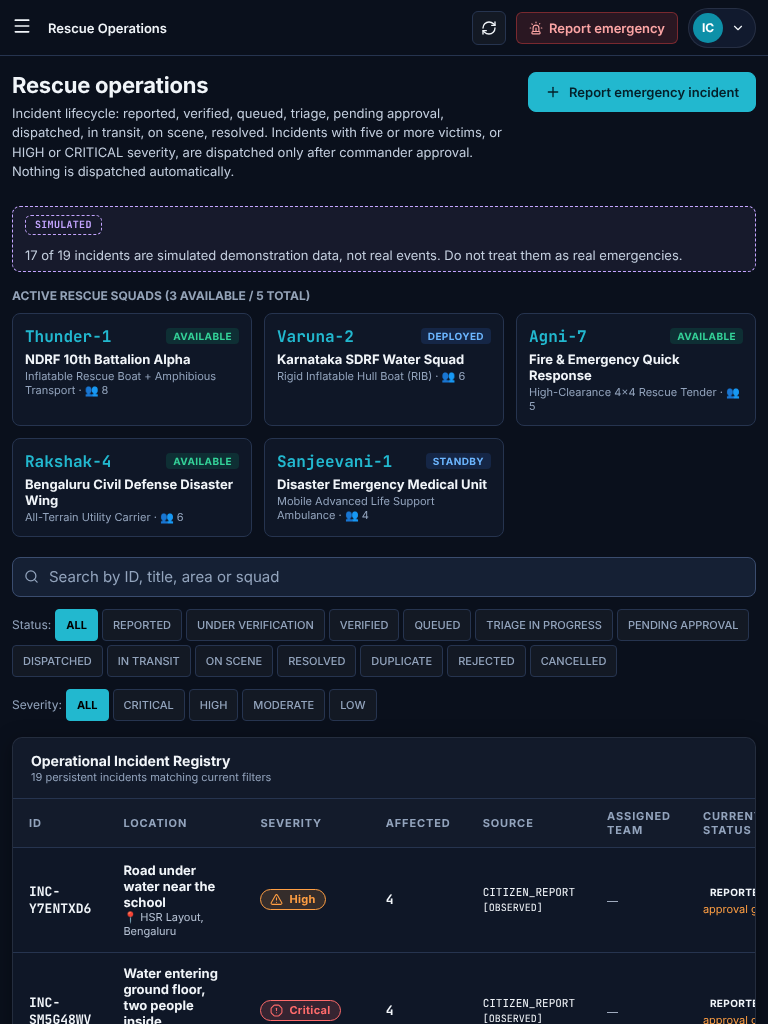 Rescue Operations
Report emergency
IC
Rescue operations
Report emergency incident
Incident lifecycle: reported, verified, queued, triage, pending approval,
dispatched, in transit, on scene, resolved. Incidents with five or more victims, or
HIGH or CRITICAL severity, are dispatched only after commander approval.
Nothing is dispatched automatically.
SIMULATED
17 of 19 incidents are simulated demonstration data, not real events. Do not treat them as real emergencies.
ACTIVE RESCUE SQUADS (3 AVAILABLE / 5 TOTAL)
Thunder-1 AVAILABLE
NDRF 10th Battalion Alpha
Inflatable Rescue Boat + Amphibious
Transport · 👥 8
Varuna-2 DEPLOYED
Karnataka SDRF Water Squad
Rigid Inflatable Hull Boat (RIB) · 👥 6
Agni-7 AVAILABLE
Fire & Emergency Quick
Response
High-Clearance 4×4 Rescue Tender · 👥
5
Rakshak-4 AVAILABLE
Bengaluru Civil Defense Disaster
Wing
All-Terrain Utility Carrier · 👥 6
Sanjeevani-1 STANDBY
Disaster Emergency Medical Unit
Mobile Advanced Life Support
Ambulance · 👥 4
Search by ID, title, area or squad
Status: ALL REPORTED UNDER VERIFICATION VERIFIED QUEUED TRIAGE IN PROGRESS PENDING APPROVAL
DISPATCHED IN TRANSIT ON SCENE RESOLVED DUPLICATE REJECTED CANCELLED
Severity: ALL CRITICAL HIGH MODERATE LOW
Operational Incident Registry
19 persistent incidents matching current filters
ID LOCATION SEVERITY AFFECTED SOURCE ASSIGNED TEAM CURREN STATUS
INC-
Y7ENTXD6
Road under
water near the
school
📍 HSR Layout,
Bengaluru
High
4
CITIZEN_REPORT
[OBSERVED]
—
REPORTE
approval g
INC-
SM5G48WV
Water entering
ground floor,
two people
inside
Critical
4
CITIZEN_REPORT
[OBSERVED]
—
REPORTE
approval g